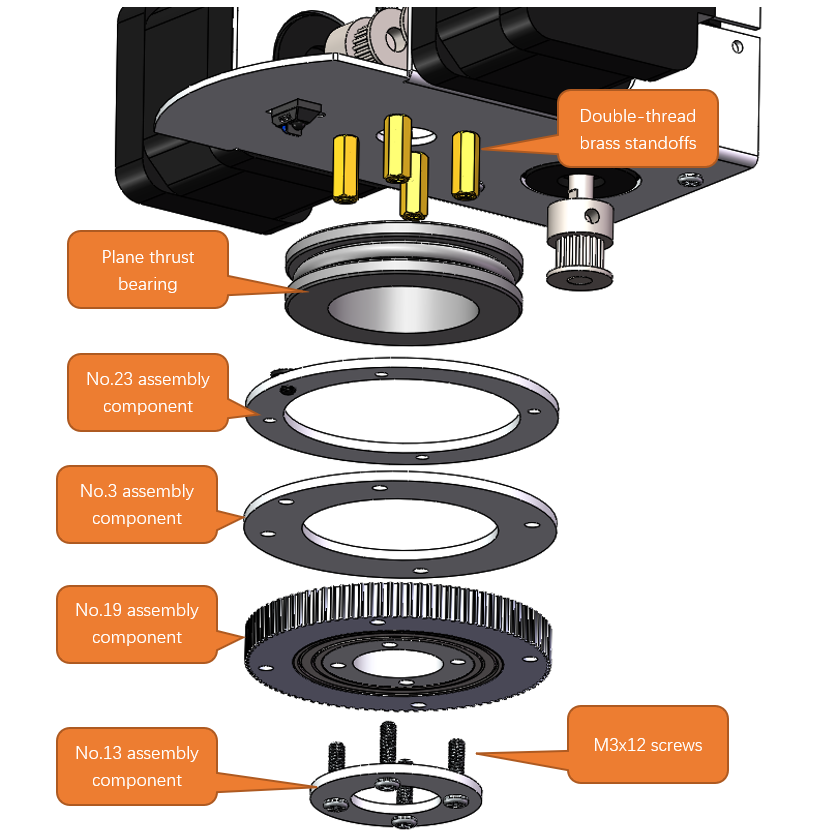 Double-thread
brass standoffs
Plane thrust
bearing
No.23 assembly
component
No.3 assembly
component
No.19 assembly
component
M3x12 screws
No.13 assembly
component